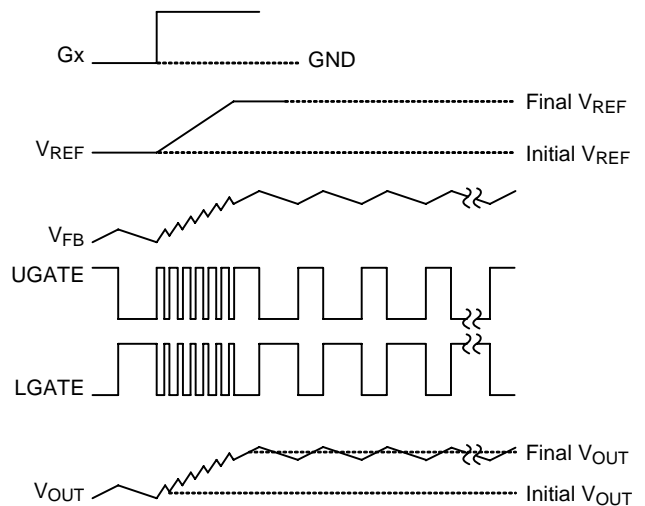 Gx
GND
Final VREF
VREF
Initial VREF
VFB
UGATE
LGATE
Final VOUT
VOUT
Initial VOUT